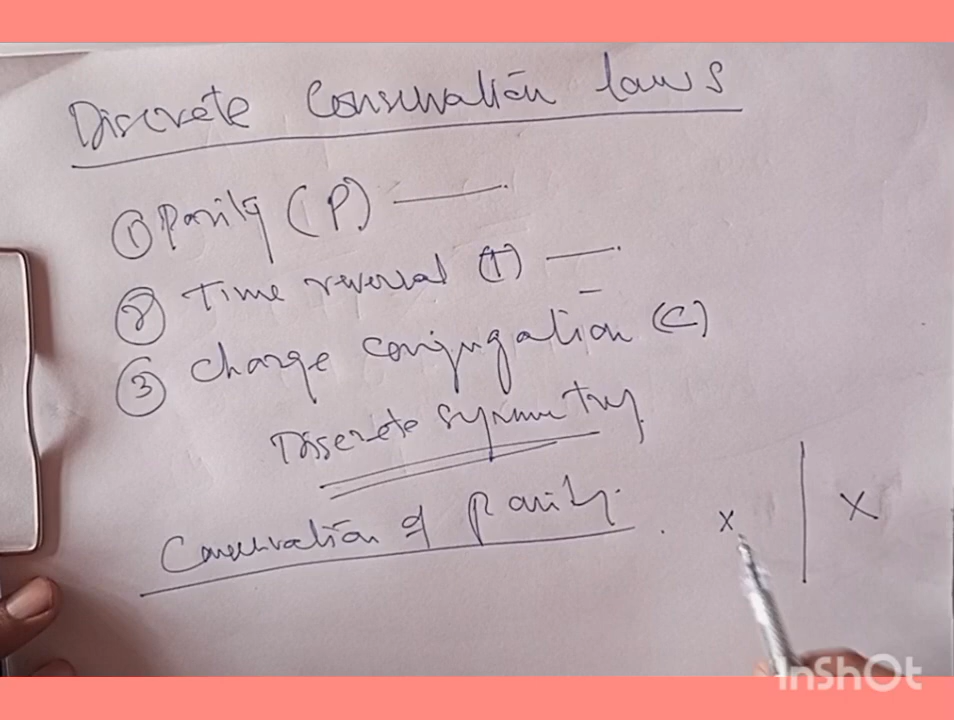 Discrete Conservation laws
① Parity (P) —
② Time reversal (T) —
③ Charge conjugation (C)
Discrete symmetry
Conservation of Parity. x | x
InShOt